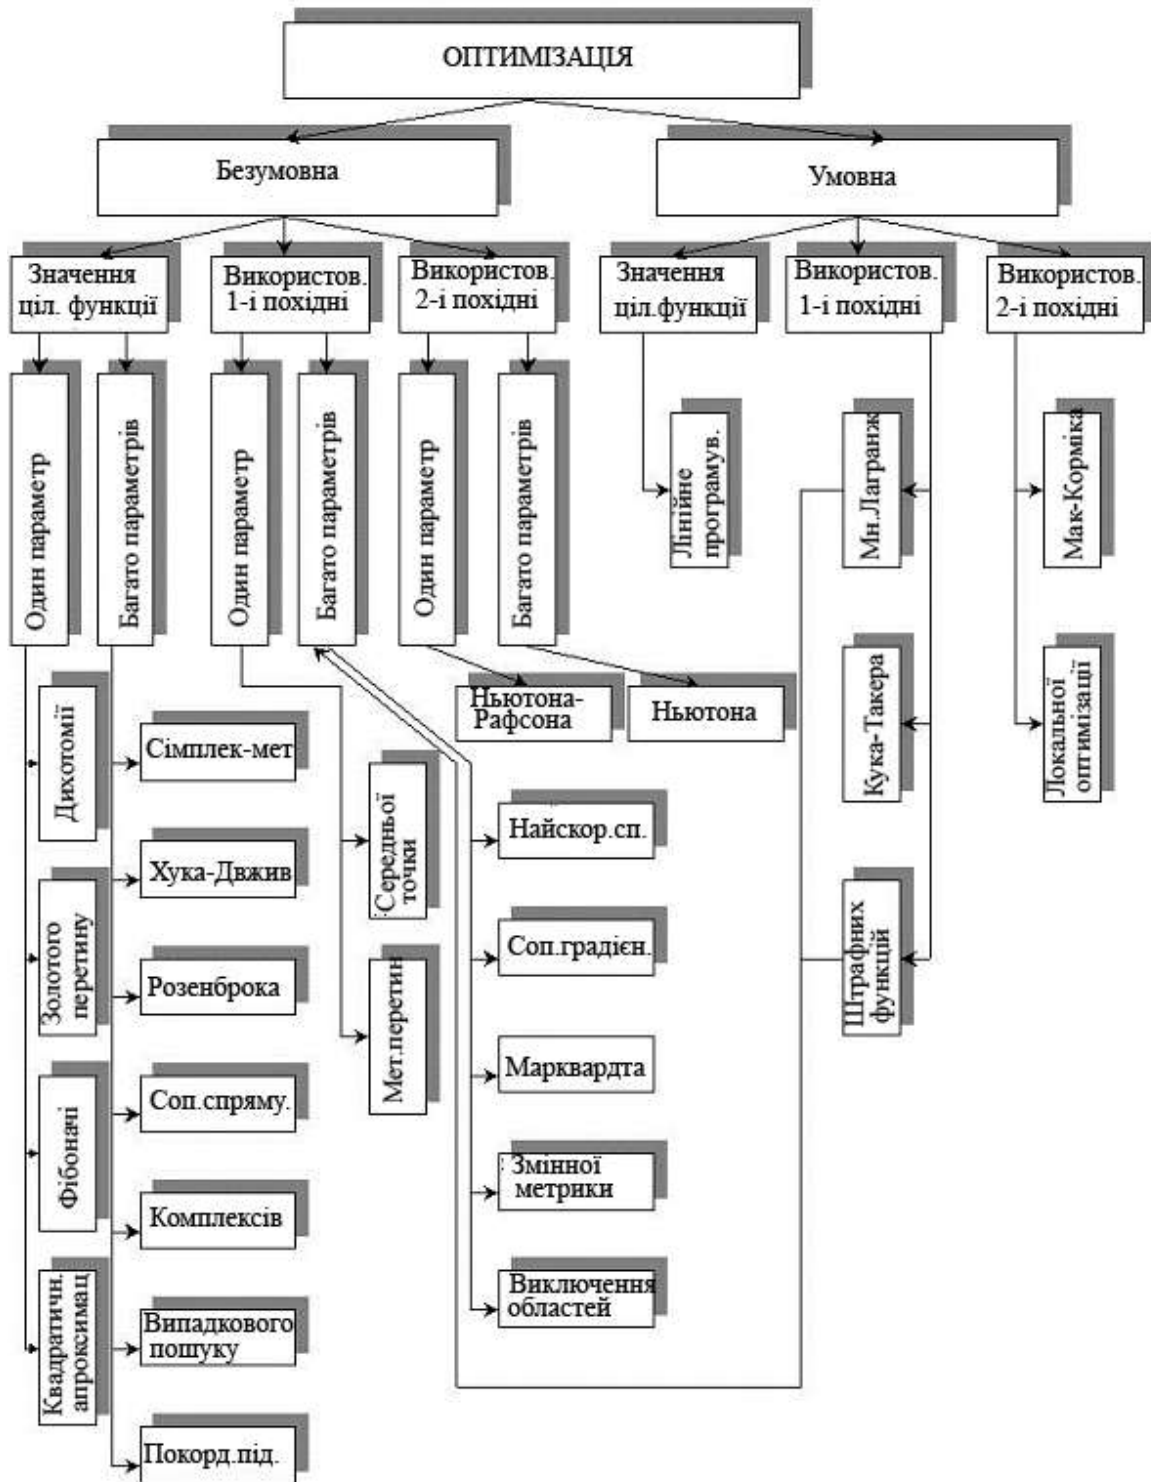 ОПТИМІЗАЦІЯ
Безумовна
Умовна
Значення
ціл. функції
Використов.
1-і похідні
Використов.
2-і похідні
Значення
ціл.функції
Використов.
1-і похідні
Використов.
2-і похідні
Один параметр
Багато параметрів
Один параметр
Багато параметрів
Один параметр
Багато параметрів
Лінійне
програмув.
Мн.Лагранж
Мак-Корміка
Ньютона-
Рафсона
Ньютона
Кука-Такера
Локальної
оптимізації
Дихотомії
Сімплек-мет
Середньої
точки
Найскор.сп.
Хука-Двжив
Золотого
перетину
Соп.градієн.
Штрафних
функцій
Розенброка
Мет.перетин
Марквардта
Фібоначі
Соп.спряму.
Змінної
метрики
Комплексів
Виключення
областей
Квадратичн.
апроксимац
Випадкового
пошуку
Покорд.під.